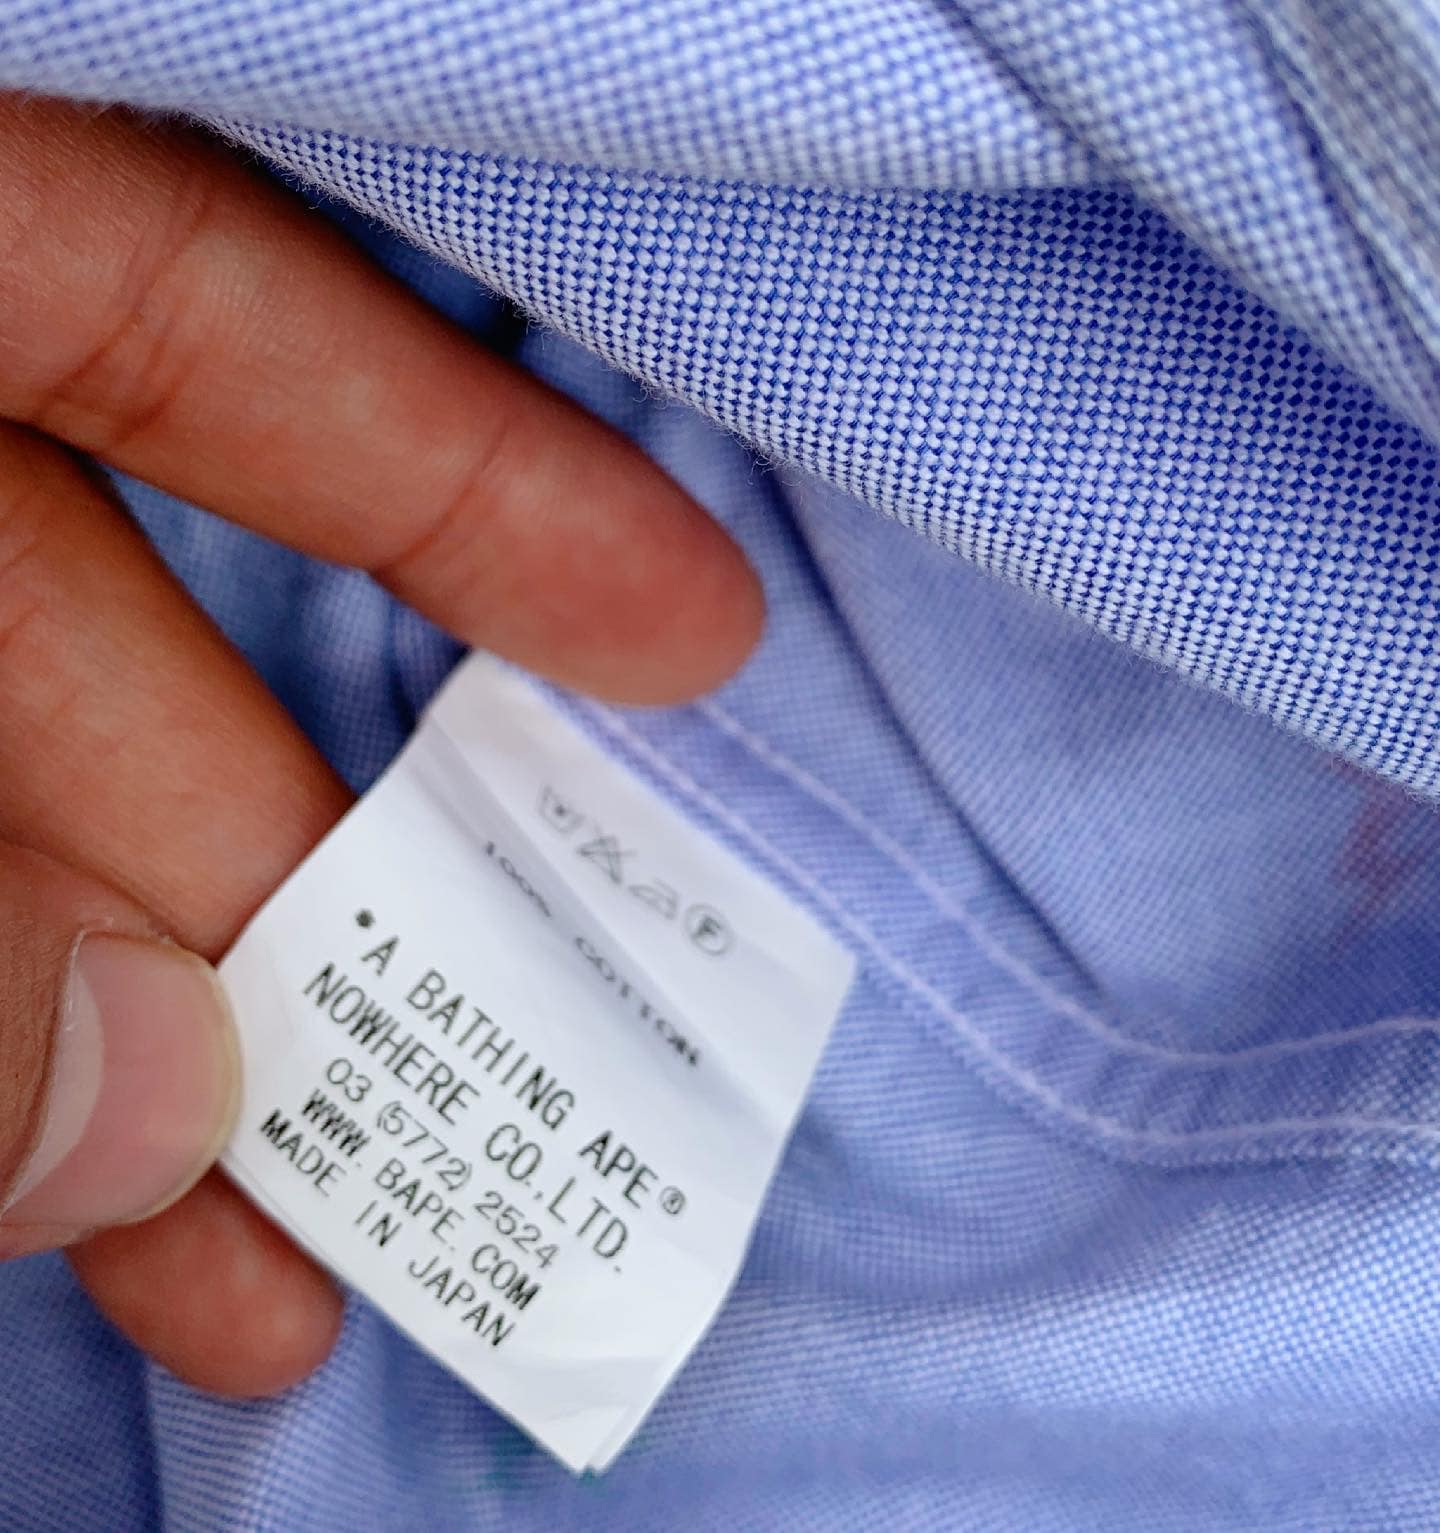 F
100% COTTON
•A BATHING APE®
NOWHERE CO., LTD.
03 (5772) 2524
WWW. BAPE. COM
MADE IN JAPAN